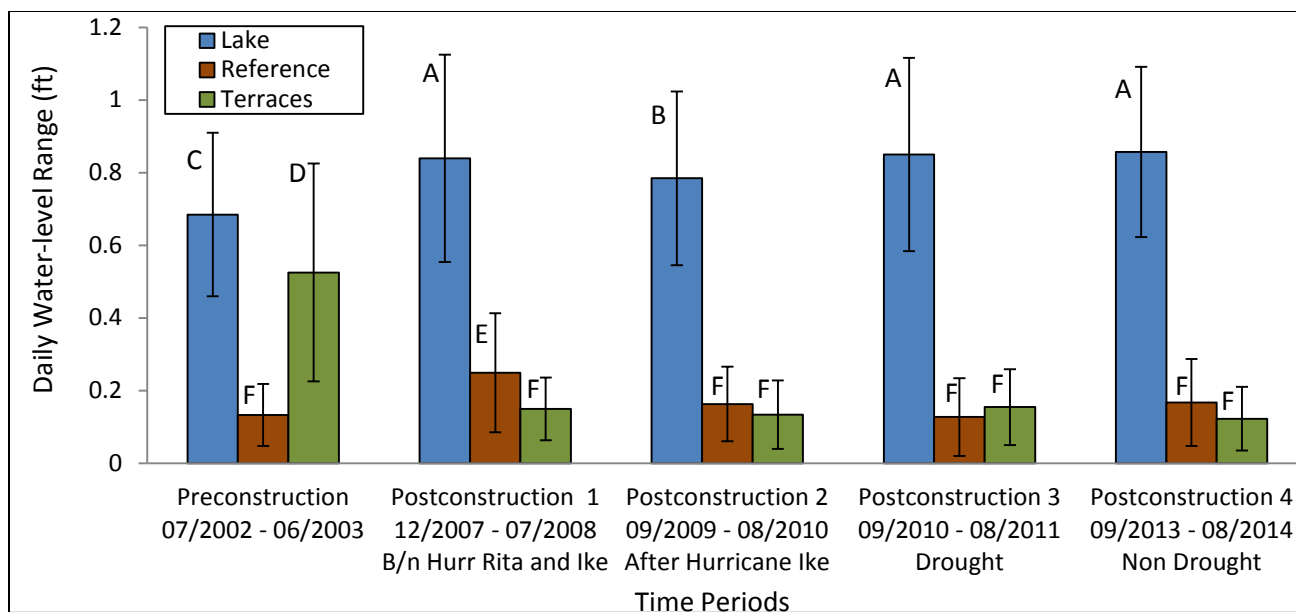 Daily Water-level Range (ft)
1.2
1
0.8
0.6
0.4
0.2
0
Lake
Reference
Terraces
C
F
D
A
E
F
B
F
F
A
F
F
A
F
F
Preconstruction
07/2002 - 06/2003
Postconstruction 1
12/2007 - 07/2008
B/n Hurr Rita and Ike
Postconstruction 2
09/2009 - 08/2010
After Hurricane Ike
Postconstruction 3
09/2010 - 08/2011
Drought
Postconstruction 4
09/2013 - 08/2014
Non Drought
Time Periods